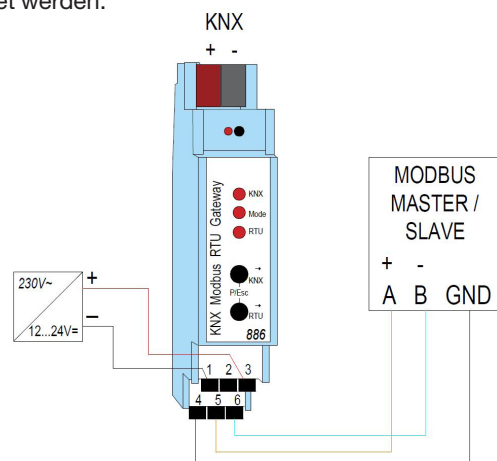 et werden.
KNX
+ -
KNX Modbus RTU Gateway
KNX
Mode
RTU
→
KNX
P/Esc
→
RTU
886
MODBUS
MASTER /
SLAVE
+ -
A B GND
230V~
12...24V=
+
–
1 2 3
4 5 6